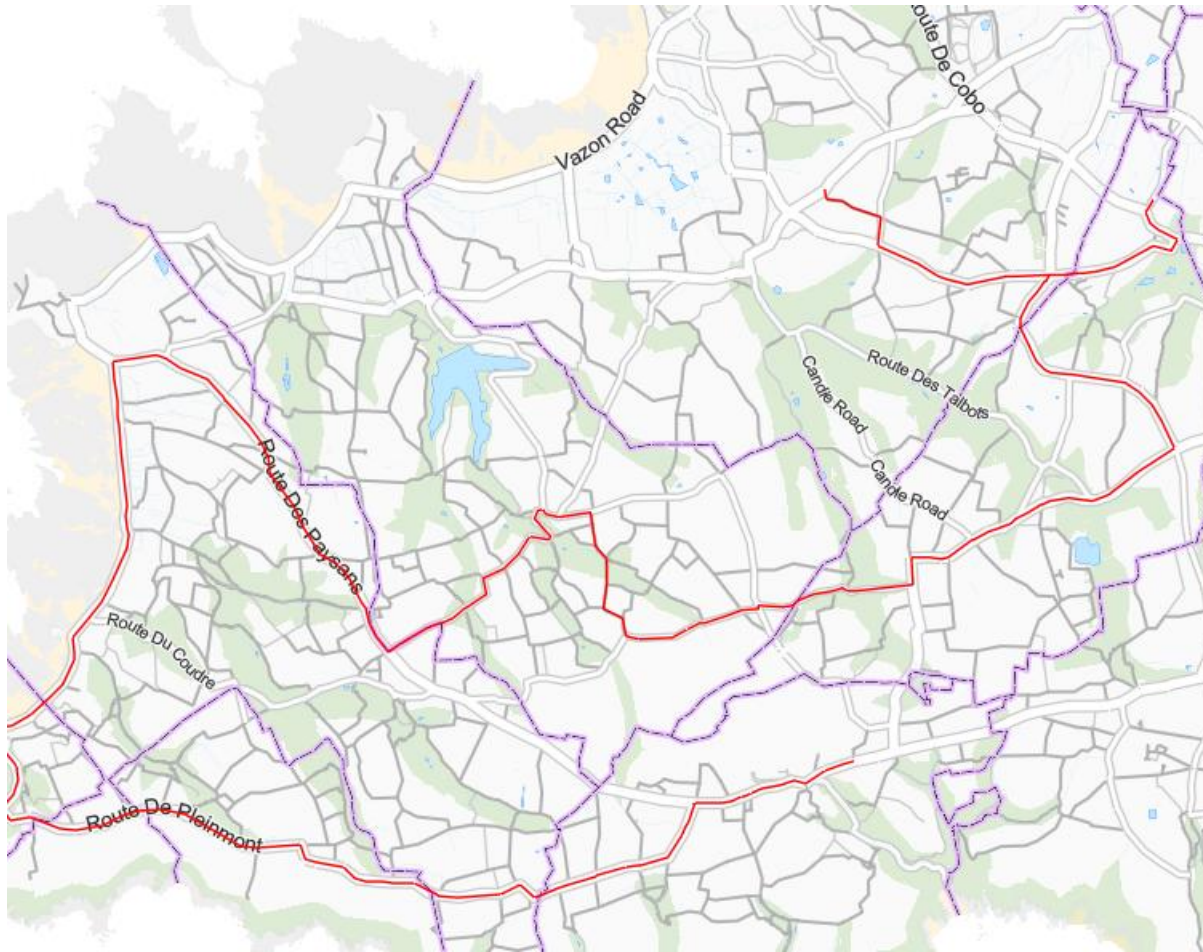 Route De Cobo
Vazon Road
Route Des Talbots
Candie Road
Candie Road
Route Des Paysans
Route Du Coudre
Route De Pleinmont